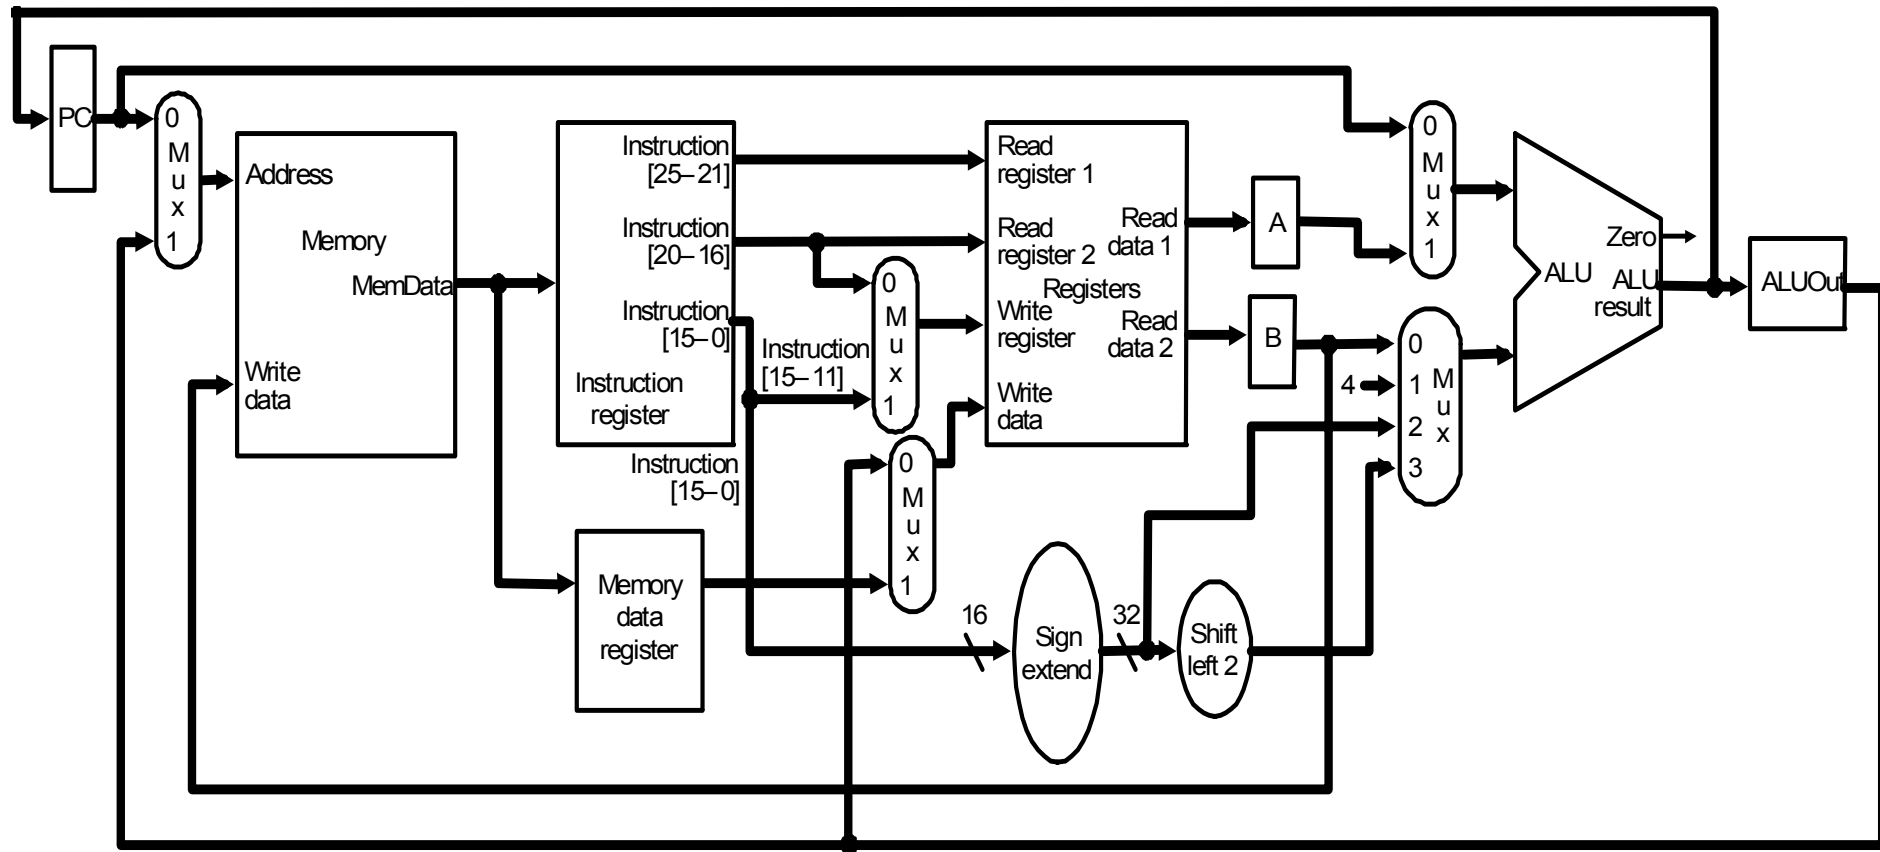 PC
0
M
u
x
1
Address
Memory
MemData
Write
data
Instruction
[25–21]
Instruction
[20–16]
Instruction
[15–0]
Instruction
register
Instruction
[15–11]
0
M
u
x
1
Instruction
[15–0]
0
M
u
x
1
Memory
data
register
Read
register 1
Read
register 2
Registers
Write
register
Write
data
Read
data 1
Read
data 2
16
Sign
extend
32
Shift
left 2
A
B
0
M
u
x
1
4
0
1
2
3
M
u
x
Zero
ALU
ALU
result
ALUOut